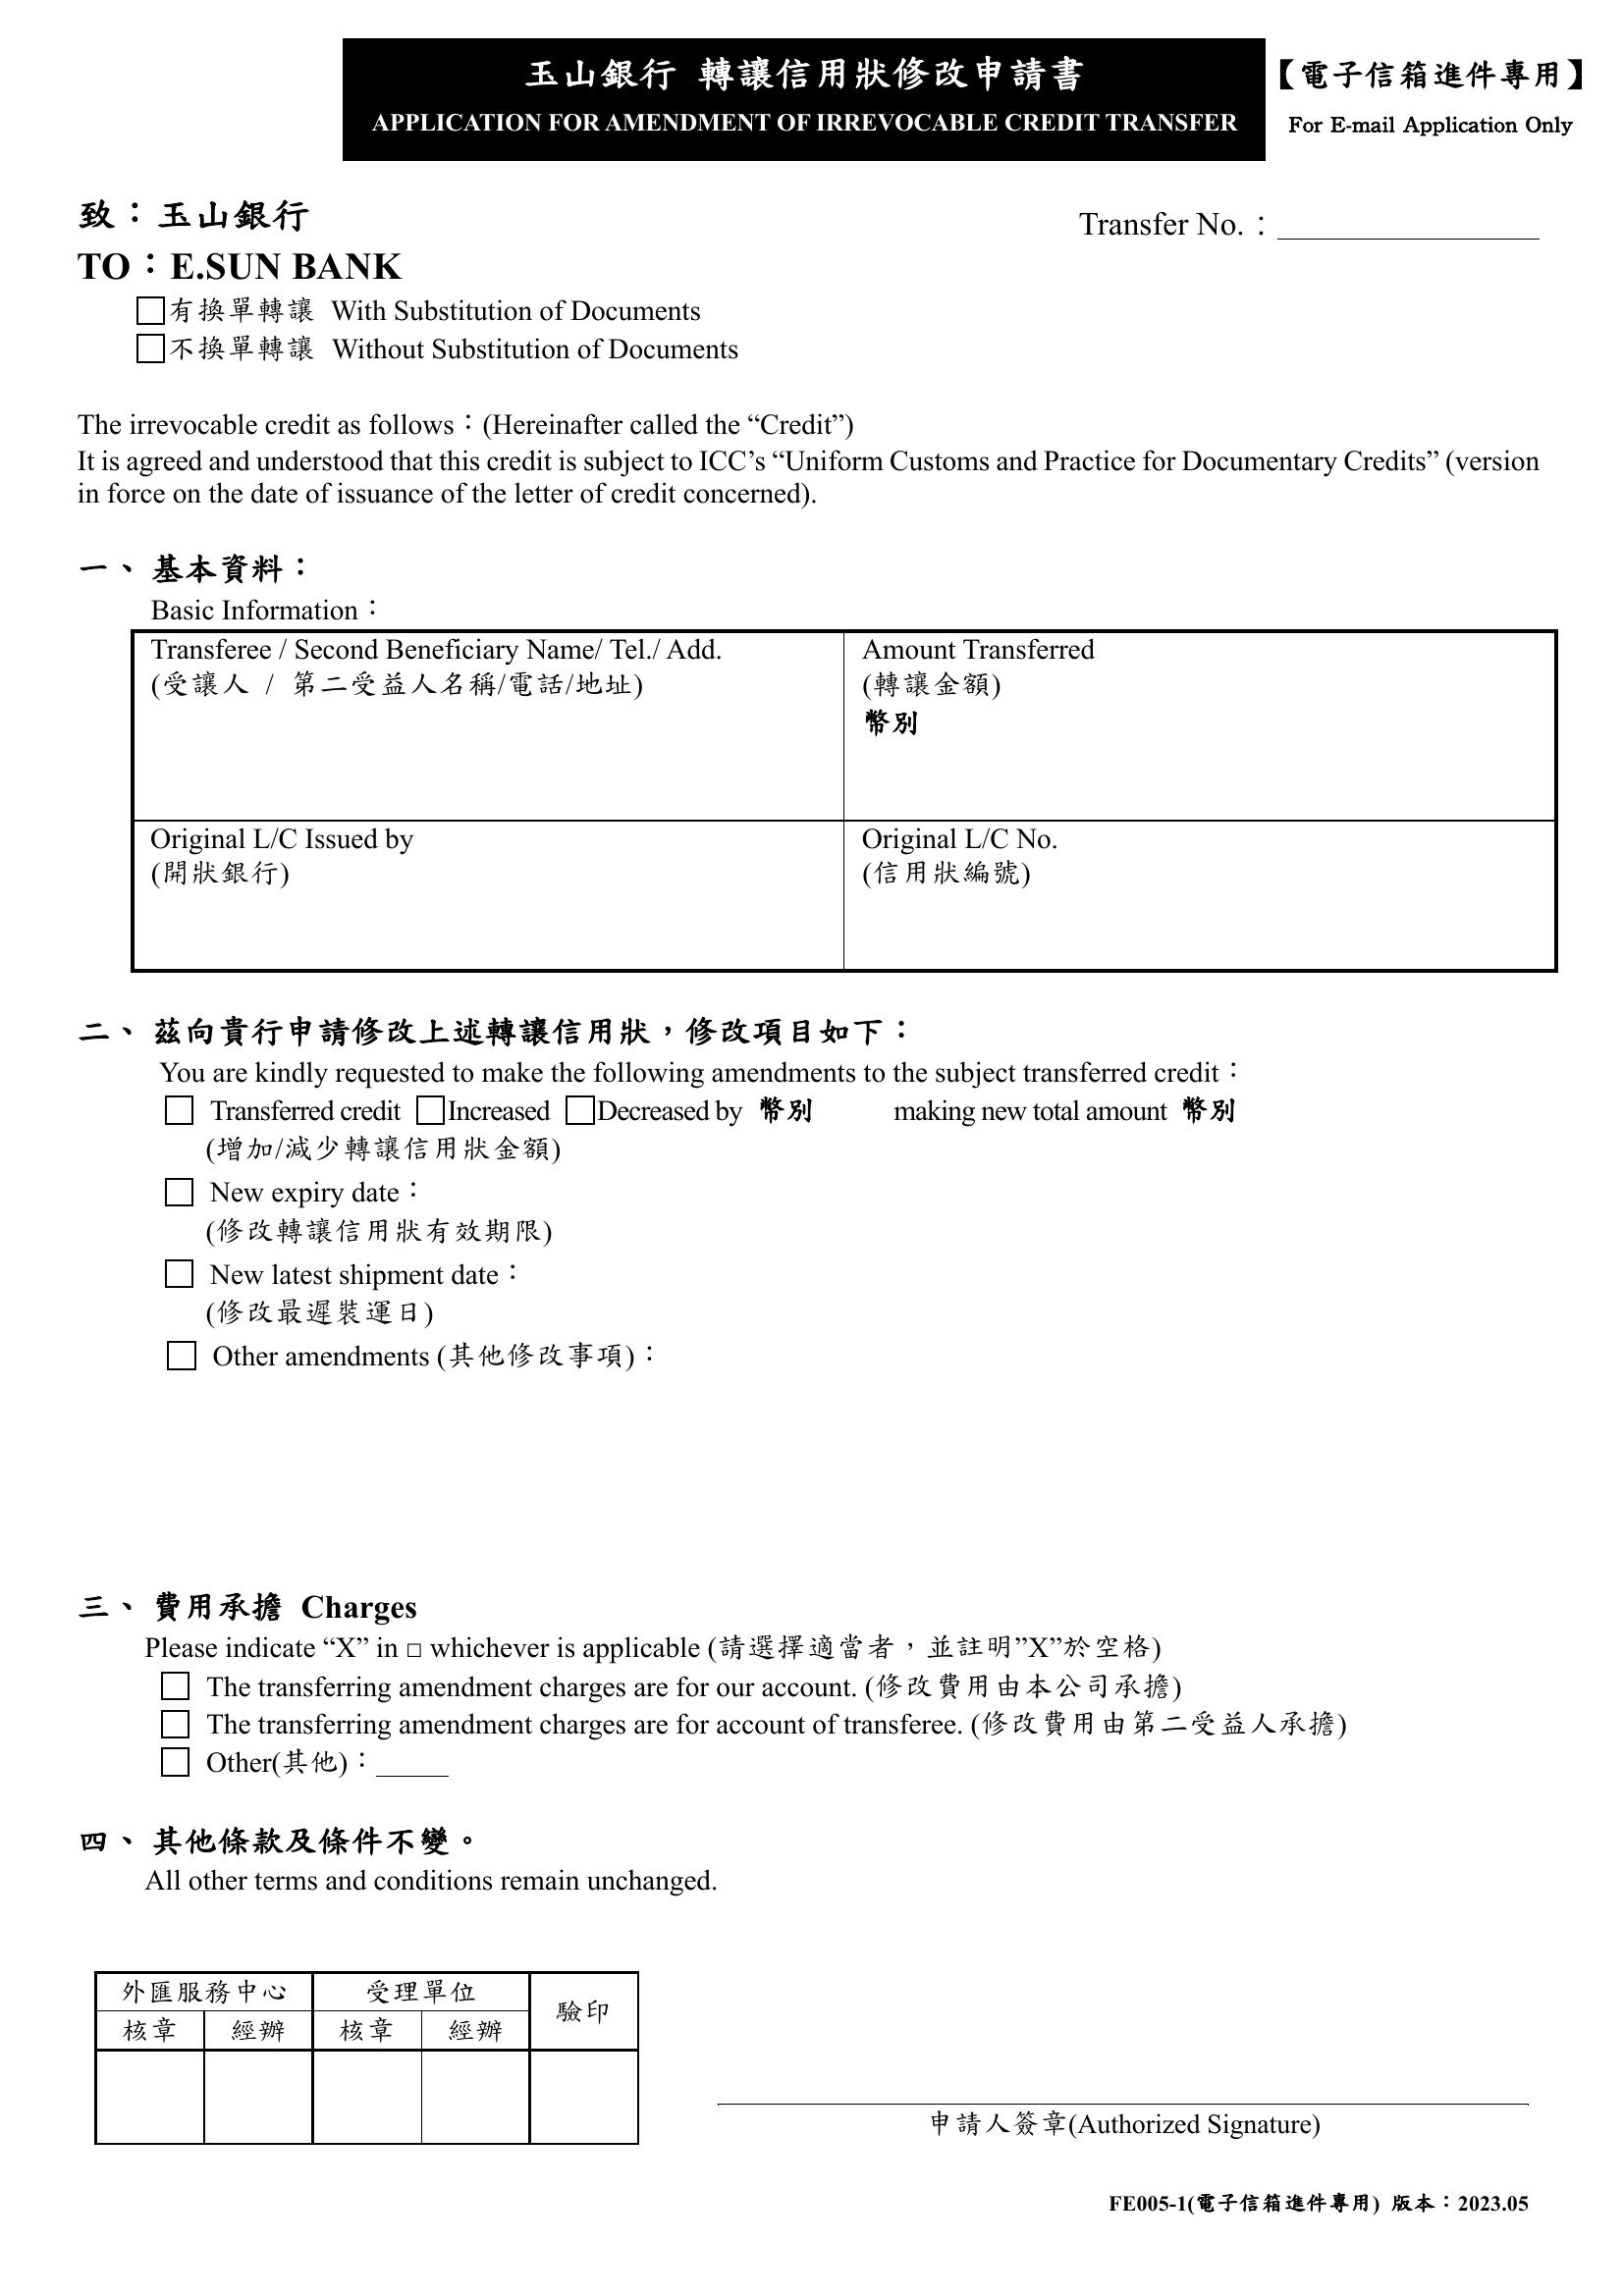 玉山銀行 轉讓信用狀修改申請書
APPLICATION FOR AMENDMENT OF IRREVOCABLE CREDIT TRANSFER
【電子信箱進件專用】
For E-mail Application Only
致：玉山銀行
Transfer No.：
TO：E.SUN BANK
□有換單轉讓 With Substitution of Documents
□不換單轉讓 Without Substitution of Documents
The irrevocable credit as follows：(Hereinafter called the “Credit”)
It is agreed and understood that this credit is subject to ICC’s “Uniform Customs and Practice for Documentary Credits” (version
in force on the date of issuance of the letter of credit concerned).
一、 基本資料：
Basic Information：
Transferee / Second Beneficiary Name/ Tel./ Add.
(受讓人 / 第二受益人名稱/電話/地址)
Amount Transferred
(轉讓金額)
幣別
Original L/C Issued by
(開狀銀行)
Original L/C No.
(信用狀編號)
二、 茲向貴行申請修改上述轉讓信用狀，修改項目如下：
You are kindly requested to make the following amendments to the subject transferred credit：
□ Transferred credit □Increased □Decreased by 幣別 making new total amount 幣別
(增加/減少轉讓信用狀金額)
□ New expiry date：
(修改轉讓信用狀有效期限)
□ New latest shipment date：
(修改最遲裝運日)
□ Other amendments (其他修改事項)：
三、 費用承擔 Charges
Please indicate “X” in □ whichever is applicable (請選擇適當者，並註明”X”於空格)
□ The transferring amendment charges are for our account. (修改費用由本公司承擔)
□ The transferring amendment charges are for account of transferee. (修改費用由第二受益人承擔)
□ Other(其他)：_____
四、 其他條款及條件不變。
All other terms and conditions remain unchanged.
外匯服務中心 受理單位 驗印
核章 經辦 核章 經辦
申請人簽章(Authorized Signature)
FE005-1(電子信箱進件專用) 版本：2023.05